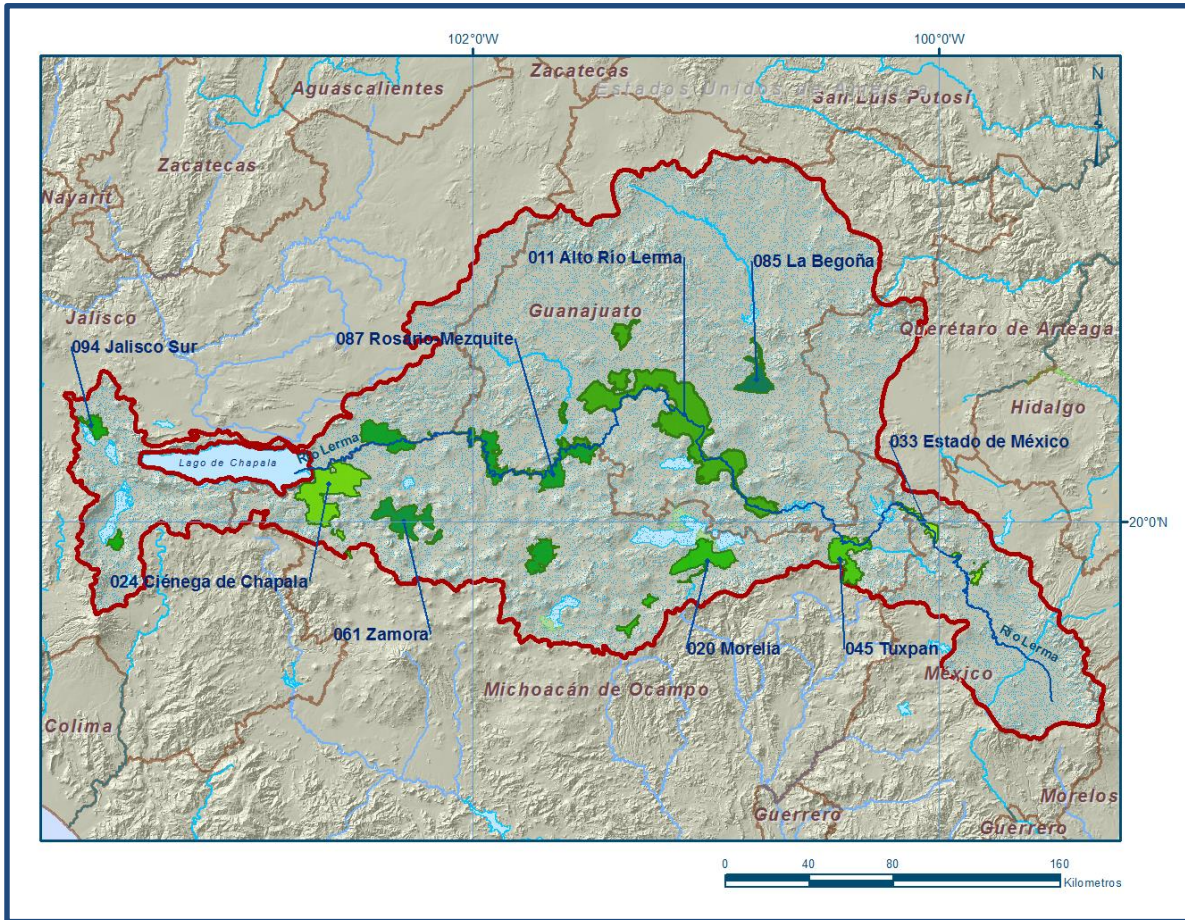 102°0'W
100°0'W
Zacatecas
Estados Unidos de América
San Luis Potosí
N
Aguascalientes
Zacatecas
Nayarit
011 Alto Río Lerma
085 La Begoña
Guanajuato
Jalisco
Querétaro de Arteaga
087 Rosario-Mezquite
094 Jalisco Sur
Hidalgo
033 Estado de México
Río Lerma
Lago de Chapala
20°0'N
024 Ciénega de Chapala
061 Zamora
020 Morelia
045 Tuxpan
Río Lerma
México
Michoacán de Ocampo
Colima
Morelos
Guerrero
Guerrero
0 40 80 160
Kilometros